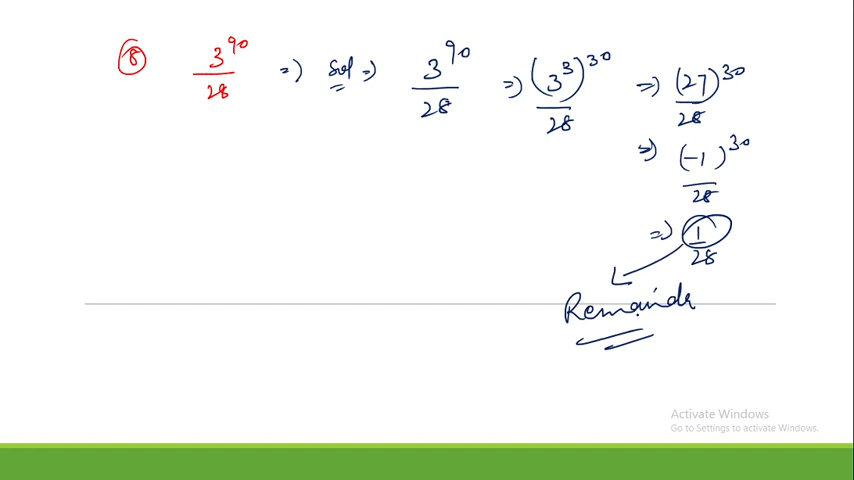 ⑧ 3^90/28 ⇒) Sol ⇒) 3^90/28 ⇒) (3^3)^30/28 ⇒) (27)^30/28
⇒) (-1)^30/28
⇒) 1/28
Remainder
Activate Windows
Go to Settings to activate Windows.